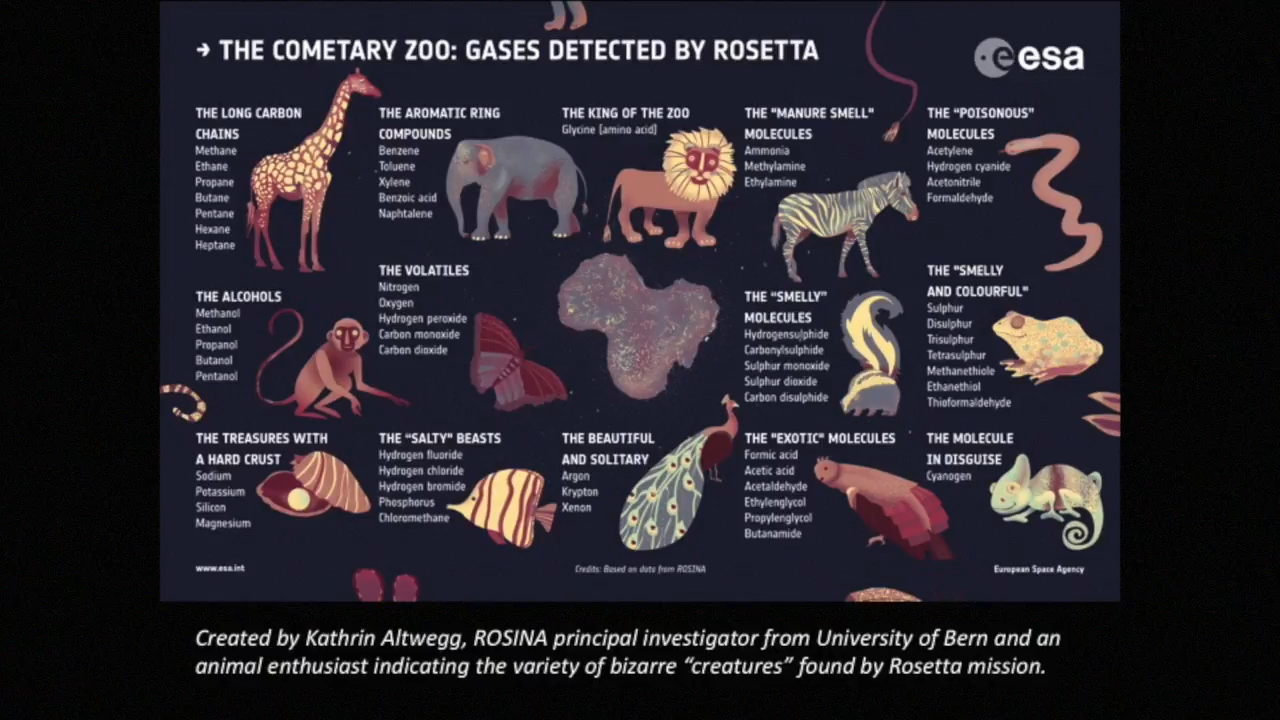 → THE COMETARY ZOO: GASES DETECTED BY ROSETTA
esa
THE LONG CARBON
CHAINS
Methane
Ethane
Propane
Butane
Pentane
Hexane
Heptane
THE AROMATIC RING
COMPOUNDS
Benzene
Toluene
Xylene
Benzoic acid
Naphtalene
THE KING OF THE ZOO
Glycine (amino acid)
THE "MANURE SMELL"
MOLECULES
Ammonia
Methylamine
Ethylamine
THE “POISONOUS”
MOLECULES
Acetylene
Hydrogen cyanide
Acetonitrile
Formaldehyde
THE ALCOHOLS
Methanol
Ethanol
Propanol
Butanol
Pentanol
THE VOLATILES
Nitrogen
Oxygen
Hydrogen peroxide
Carbon monoxide
Carbon dioxide
THE “SMELLY”
MOLECULES
Hydrogensulphide
Carbonylsulphide
Sulphur monoxide
Sulphur dioxide
Carbon disulphide
THE "SMELLY
AND COLOURFUL"
Sulphur
Disulphur
Trisulphur
Tetrasulphur
Methanethiole
Ethanethiol
Thioformaldehyde
THE TREASURES WITH
A HARD CRUST
Sodium
Potassium
Silicon
Magnesium
THE “SALTY” BEASTS
Hydrogen fluoride
Hydrogen chloride
Hydrogen bromide
Phosphorus
Chloromethane
THE BEAUTIFUL
AND SOLITARY
Argon
Krypton
Xenon
THE "EXOTIC" MOLECULES
Formic acid
Acetic acid
Acetaldehyde
Ethylenglycol
Propylenglycol
Butanamide
THE MOLECULE
IN DISGUISE
Cyanogen
www.esa.int
Credits: Based on data from ROSINA
European Space Agency
Created by Kathrin Altwegg, ROSINA principal investigator from University of Bern and an
animal enthusiast indicating the variety of bizarre “creatures” found by Rosetta mission.